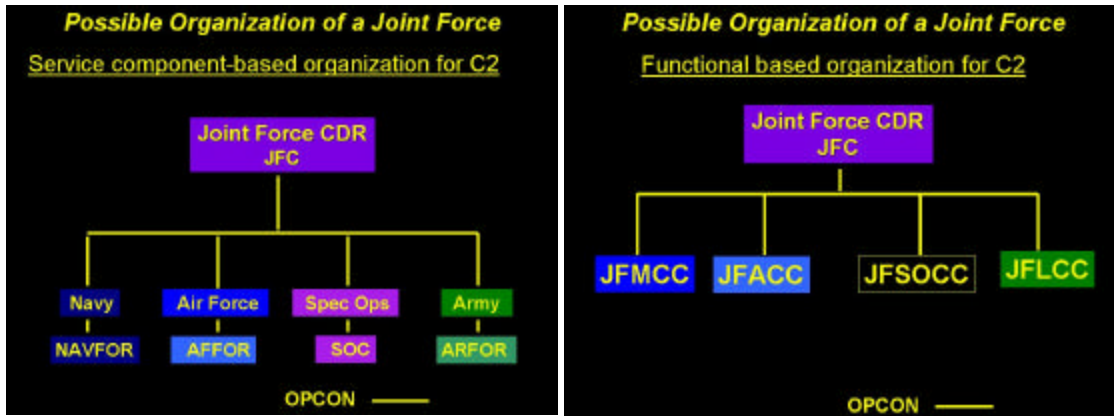 Possible Organization of a Joint Force
Service component-based organization for C2
Joint Force CDR
JFC
Navy Air Force Spec Ops Army
NAVFOR AFFOR SOC ARFOR
OPCON
Possible Organization of a Joint Force
Functional based organization for C2
Joint Force CDR
JFC
JFMCC JFACC JFSOCC JFLCC
OPCON